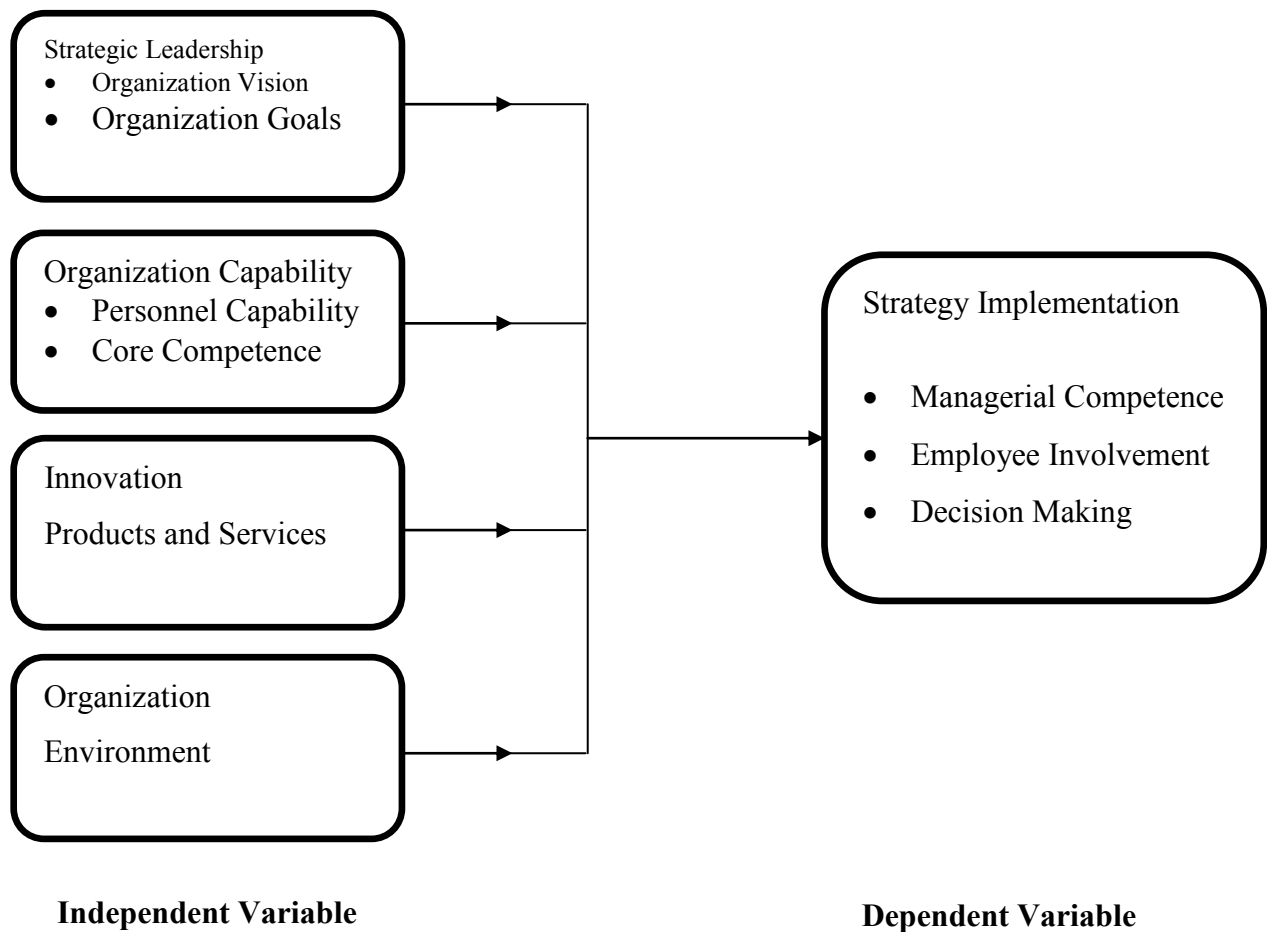 Strategic Leadership
• Organization Vision
• Organization Goals
Organization Capability
• Personnel Capability
• Core Competence
Innovation
Products and Services
Organization
Environment
Strategy Implementation
• Managerial Competence
• Employee Involvement
• Decision Making
Independent Variable
Dependent Variable